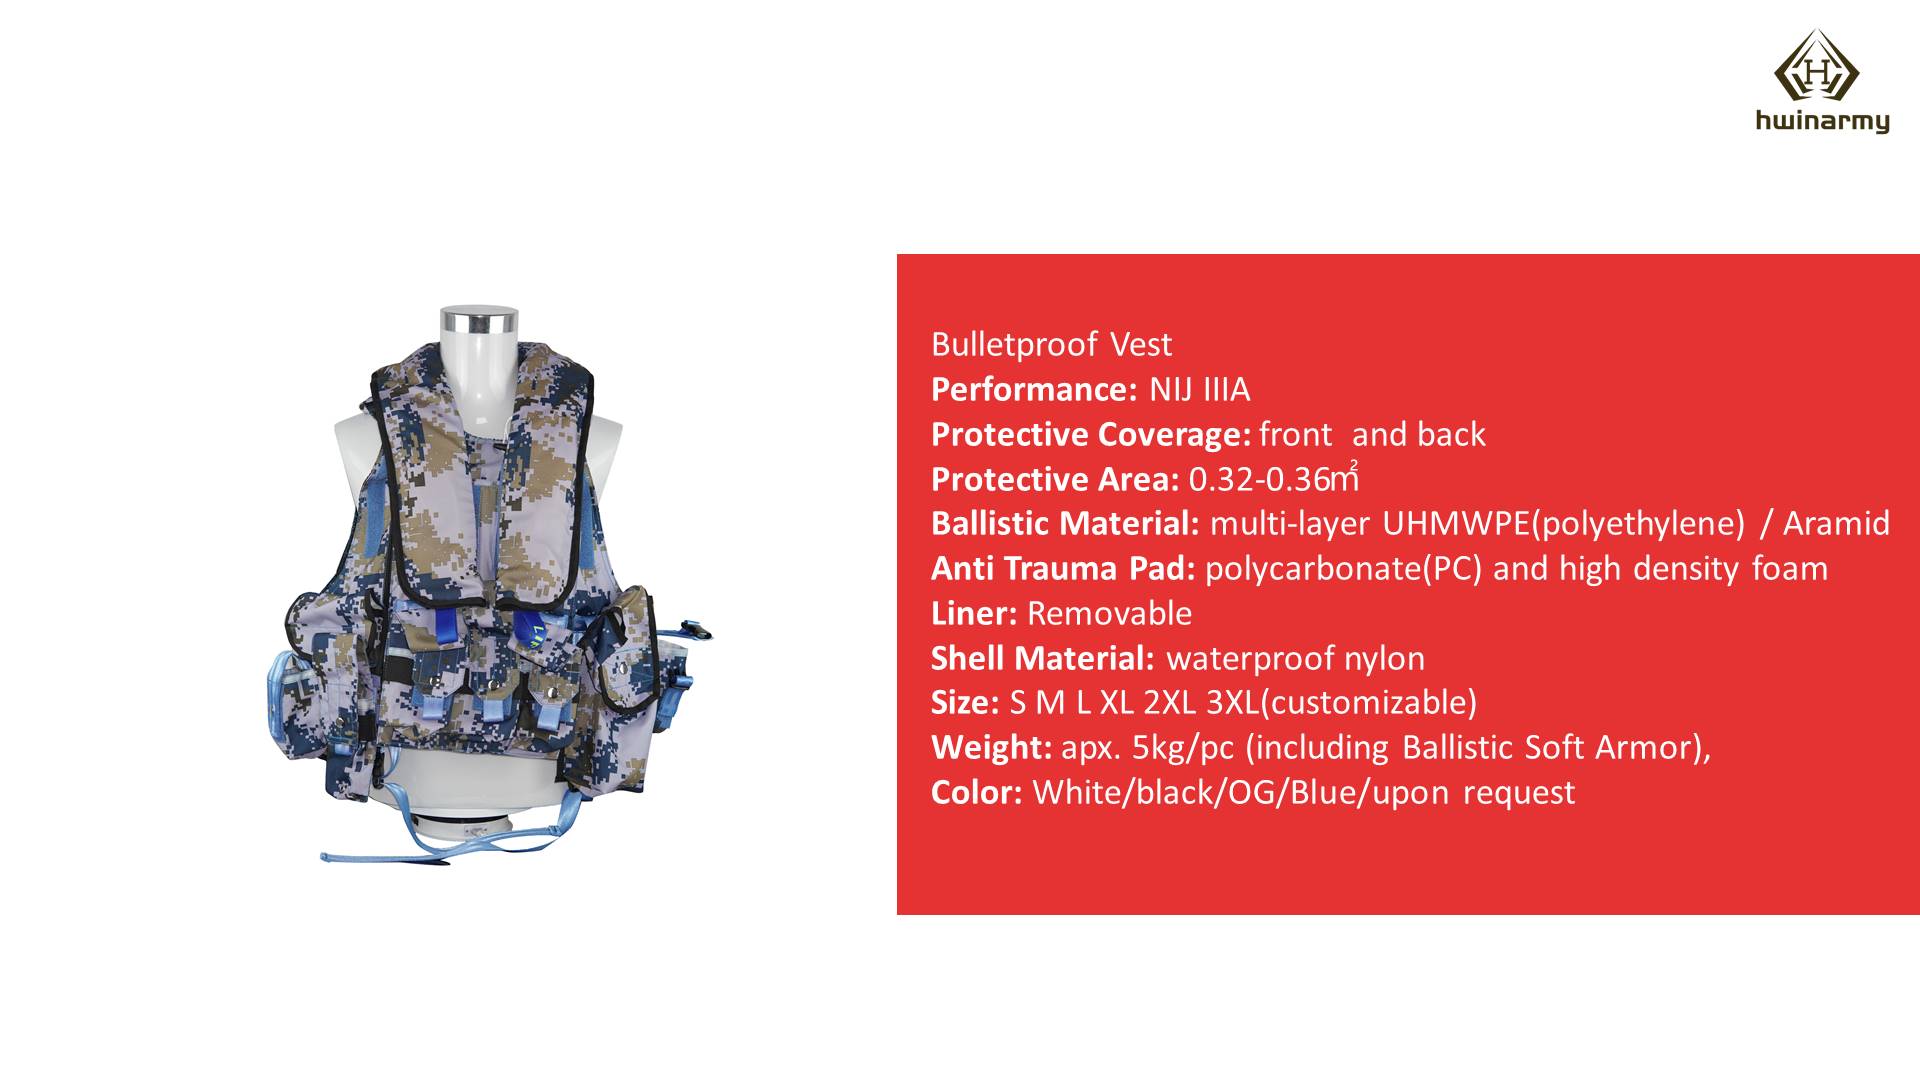 H
hwinarmy
Bulletproof Vest
Performance: NIJ IIIA
Protective Coverage: front  and back
Protective Area: 0.32-0.36㎡
Ballistic Material: multi-layer UHMWPE(polyethylene) / Aramid
Anti Trauma Pad: polycarbonate(PC) and high density foam
Liner: Removable
Shell Material: waterproof nylon
Size: S M L XL 2XL 3XL(customizable)
Weight: apx. 5kg/pc (including Ballistic Soft Armor),
Color: White/black/OG/Blue/upon request